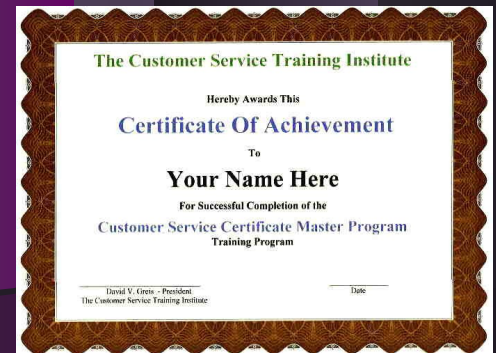 The Customer Service Training Institute
Hereby Awards This
Certificate Of Achievement
To
Your Name Here
For Successful Completion of the
Customer Service Certificate Master Program
Training Program
David V. Greis - President
Date
The Customer Service Training Institute